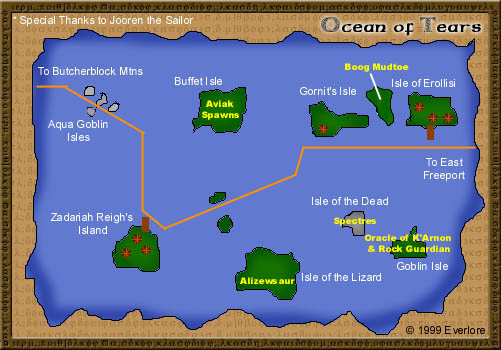 * Special Thanks to Jooren the Sailor
Ocean of Tears
To Butcherblock Mtns
Buffet Isle
Boog Mudtoe
Isle of Erollisi
Gornit's Isle
Aviak
Spawns
Aqua Goblin
Isles
To East
Freeport
Isle of the Dead
Zadariah Reigh's
Island
Spectres
Oracle of K'Arnon
& Rock Guardian
Goblin Isle
Isle of the Lizard
Alizewsaur
© 1999 Everlore